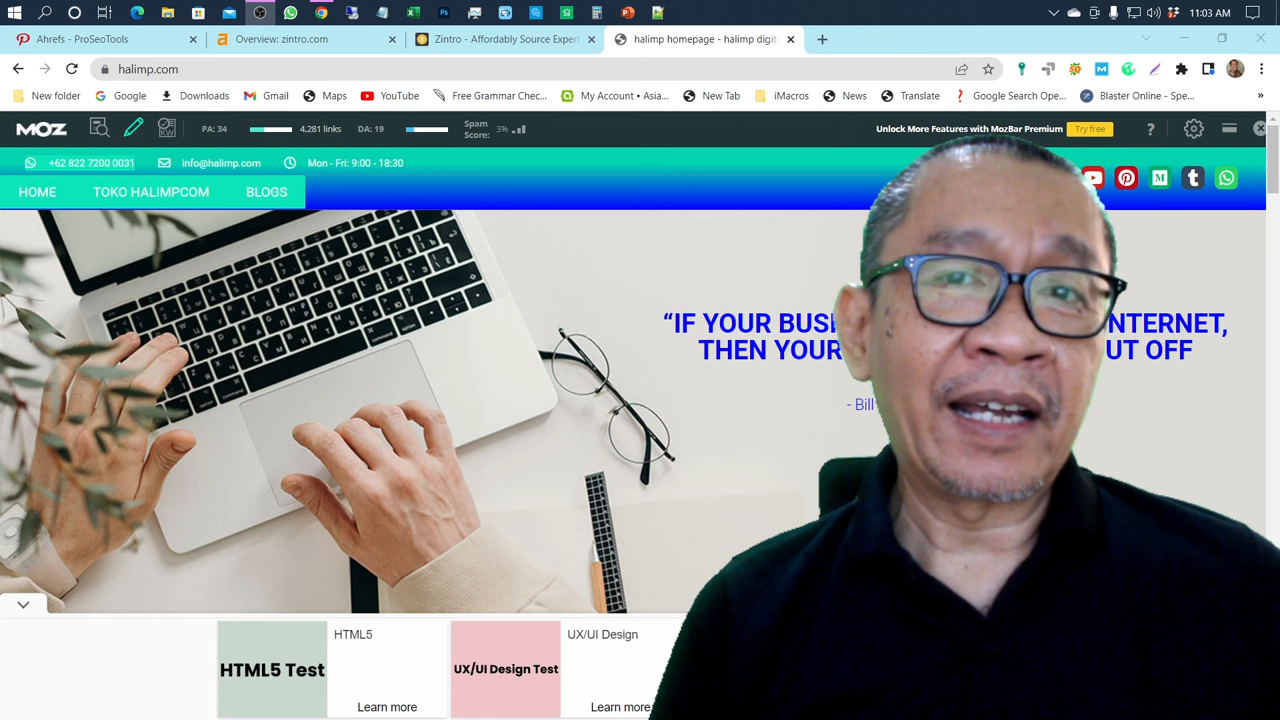 11:03 AM
Ahrefs - ProSeoTools
Overview: zintro.com
Zintro - Affordably Source Expert
halimp homepage - halimp digita
halimp.com
New folder
Google
Downloads
Gmail
Maps
YouTube
Free Grammar Chec...
My Account • Asia...
New Tab
iMacros
News
Translate
Google Search Ope...
Blaster Online - Spe...
»
MOZ
PA: 34
4,281 links
DA: 19
Spam
Score:
3%
Unlock More Features with MozBar Premium
Try free
?
+62 822 7200 0031
info@halimp.com
Mon - Fri: 9:00 - 18:30
HOME
TOKO HALIMPCOM
BLOGS
“IF YOUR BUSI NTERNET,
THEN YOUR UT OFF
- Bill
HTML5 Test
HTML5
Learn more
UX/UI Design Test
UX/UI Design
Learn more